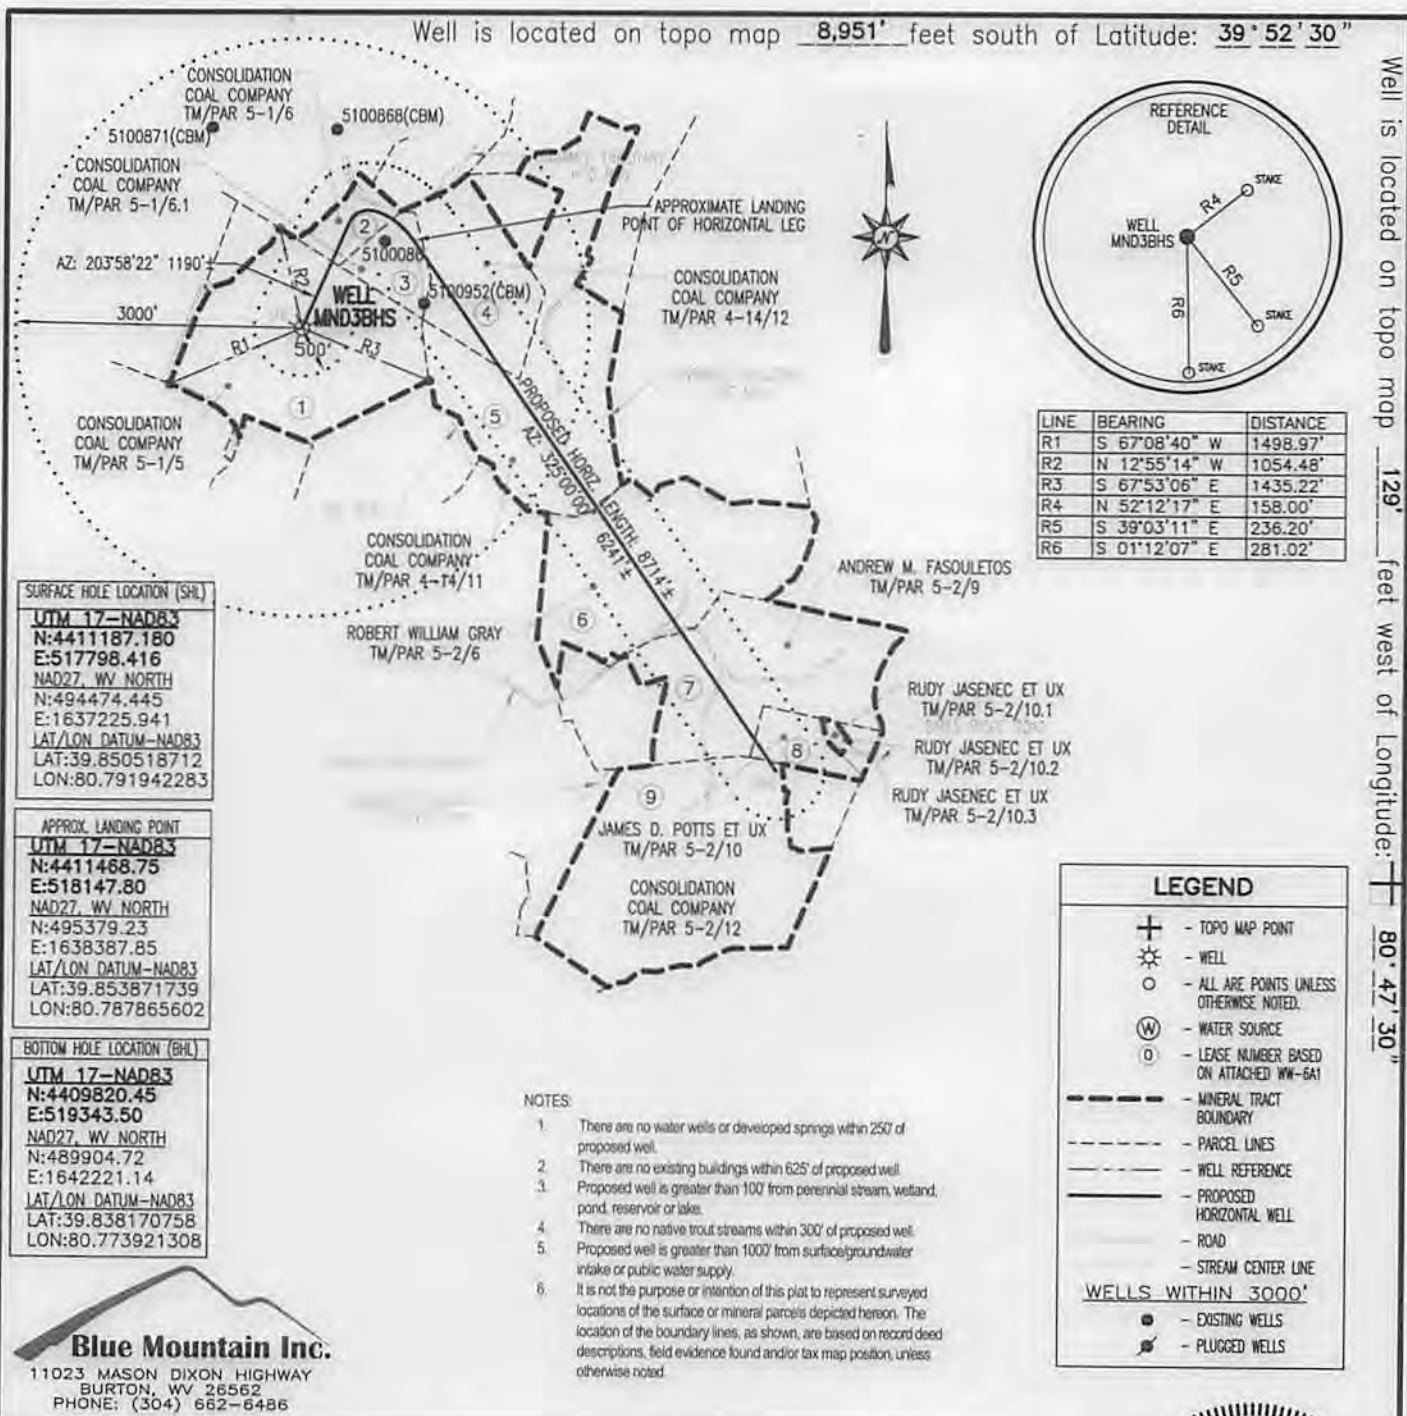 Well is located on topo map 8,951' feet south of Latitude: 39°52'30"
Well is located on topo map 129' feet west of Longitude: 80°47'30"
CONSOLIDATION
COAL COMPANY
TM/PAR 5-1/6
5100871(CBM)
5100868(CBM)
CONSOLIDATION
COAL COMPANY
TM/PAR 5-1/6.1
AZ: 203°58'22" 1190'±
3000'
R2
R1
R3
500'
WELL
MND3BHS
2
510086
3
5100952(CBM)
4
APPROXIMATE LANDING
POINT OF HORIZONTAL LEG
CONSOLIDATION
COAL COMPANY
TM/PAR 4-14/12
N
1
CONSOLIDATION
COAL COMPANY
TM/PAR 5-1/5
5
PROPOSED HORIZ. LENGTH: 8714'±
AZ: 325°00'00" 6241'±
CONSOLIDATION
COAL COMPANY
TM/PAR 4-14/11
ROBERT WILLIAM GRAY
TM/PAR 5-2/6
6
7
8
9
ANDREW M. FASOULETOS
TM/PAR 5-2/9
RUDY JASENEC ET UX
TM/PAR 5-2/10.1
RUDY JASENEC ET UX
TM/PAR 5-2/10.2
RUDY JASENEC ET UX
TM/PAR 5-2/10.3
JAMES D. POTTS ET UX
TM/PAR 5-2/10
CONSOLIDATION
COAL COMPANY
TM/PAR 5-2/12
REFERENCE
DETAIL
WELL
MND3BHS
R4
R5
R6
STAKE
STAKE
STAKE
LINE BEARING DISTANCE
R1 S 67°08'40" W 1498.97'
R2 N 12°55'14" W 1054.48'
R3 S 67°53'06" E 1435.22'
R4 N 52°12'17" E 158.00'
R5 S 39°03'11" E 236.20'
R6 S 01°12'07" E 281.02'
SURFACE HOLE LOCATION (SHL)
UTM 17-NAD83
N:4411187.180
E:517798.416
NAD27, WV NORTH
N:494474.445
E:1637225.941
LAT/LON DATUM-NAD83
LAT:39.850518712
LON:80.791942283
APPROX. LANDING POINT
UTM 17-NAD83
N:4411468.75
E:518147.80
NAD27, WV NORTH
N:495379.23
E:1638387.85
LAT/LON DATUM-NAD83
LAT:39.853871739
LON:80.787865602
BOTTOM HOLE LOCATION (BHL)
UTM 17-NAD83
N:4409820.45
E:519343.50
NAD27, WV NORTH
N:489904.72
E:1642221.14
LAT/LON DATUM-NAD83
LAT:39.838170758
LON:80.773921308
Blue Mountain Inc.
11023 MASON DIXON HIGHWAY
BURTON, WV 26562
PHONE: (304) 662-6486
NOTES:
1. There are no water wells or developed springs within 250' of
proposed well.
2. There are no existing buildings within 625' of proposed well.
3. Proposed well is greater than 100' from perennial stream, wetland,
pond, reservoir or lake.
4. There are no native trout streams within 300' of proposed well.
5. Proposed well is greater than 1000' from surface/groundwater
intake or public water supply.
6. It is not the purpose or intention of this plat to represent surveyed
locations of the surface or mineral parcels depicted hereon. The
location of the boundary lines, as shown, are based on record deed
descriptions, field evidence found and/or tax map position, unless
otherwise noted.
LEGEND
- TOPO MAP POINT
- WELL
- ALL ARE POINTS UNLESS
OTHERWISE NOTED.
W - WATER SOURCE
0 - LEASE NUMBER BASED
ON ATTACHED WW-6A1
- MINERAL TRACT
BOUNDARY
- PARCEL LINES
- WELL REFERENCE
- PROPOSED
HORIZONTAL WELL
- ROAD
- STREAM CENTER LINE
WELLS WITHIN 3000'
- EXISTING WELLS
- PLUGGED WELLS